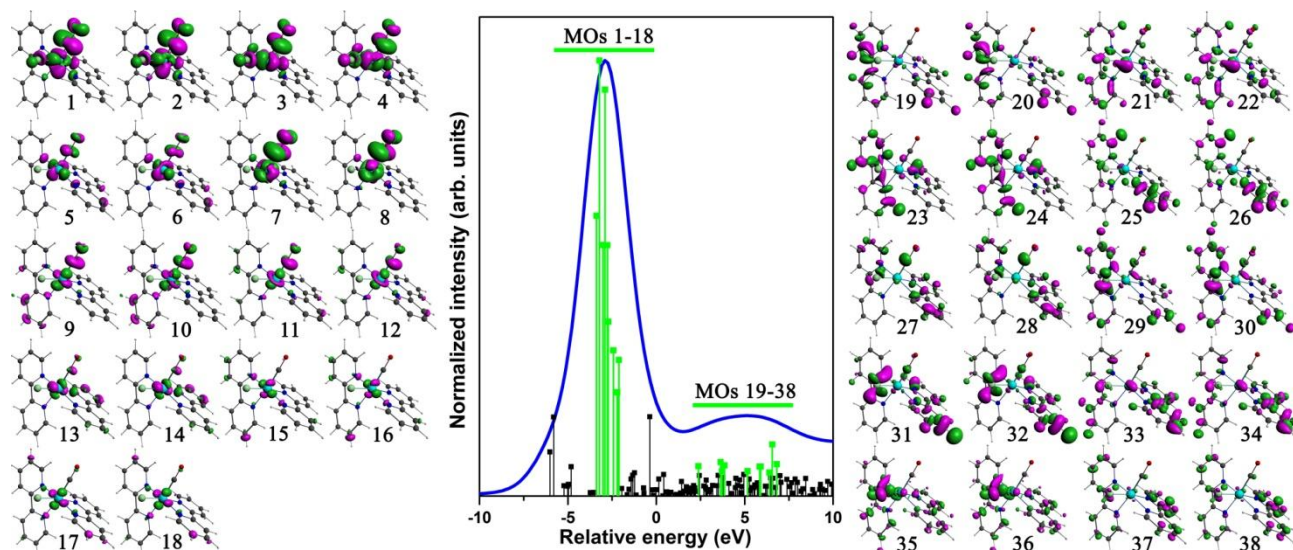 1 2 3 4
5 6 7 8
9 10 11 12
13 14 15 16
17 18
Normalized intensity (arb. units)
MOs 1-18
MOs 19-38
-10 -5 0 5 10
Relative energy (eV)
19 20 21 22
23 24 25 26
27 28 29 30
31 32 33 34
35 36 37 38